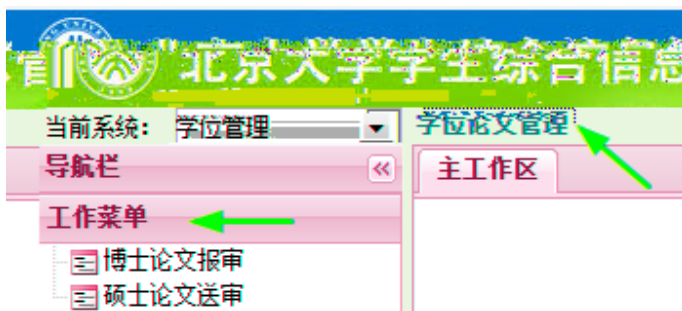 北京大学学生综合信息
当前系统： 学位管理 学位论文管理
导航栏 主工作区
工作菜单
博士论文报审
硕士论文送审